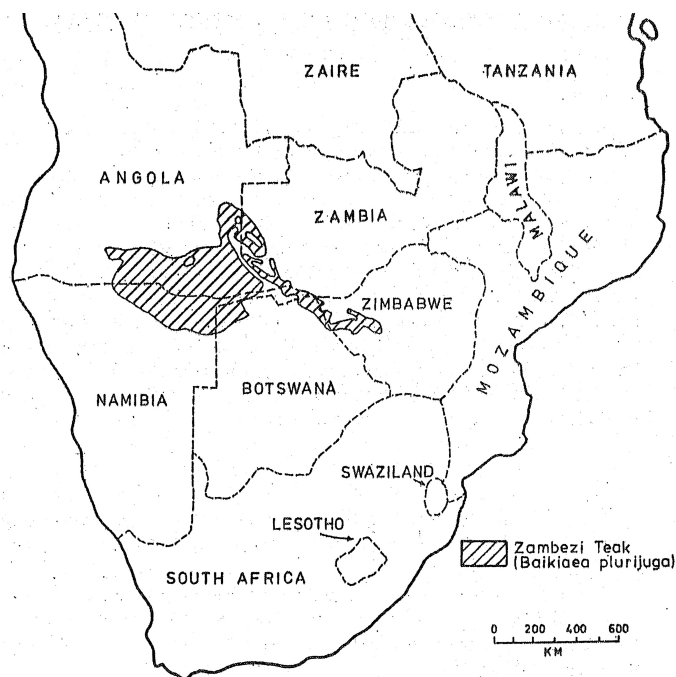 ZAIRE
TANZANIA
ANGOLA
MALAWI
ZAMBIA
MOZAMBIQUE
ZIMBABWE
NAMIBIA
BOTSWANA
SWAZILAND
LESOTHO
SOUTH AFRICA
Zambezi Teak
(Baikiaea plurijuga)
0 200 400 600
KM